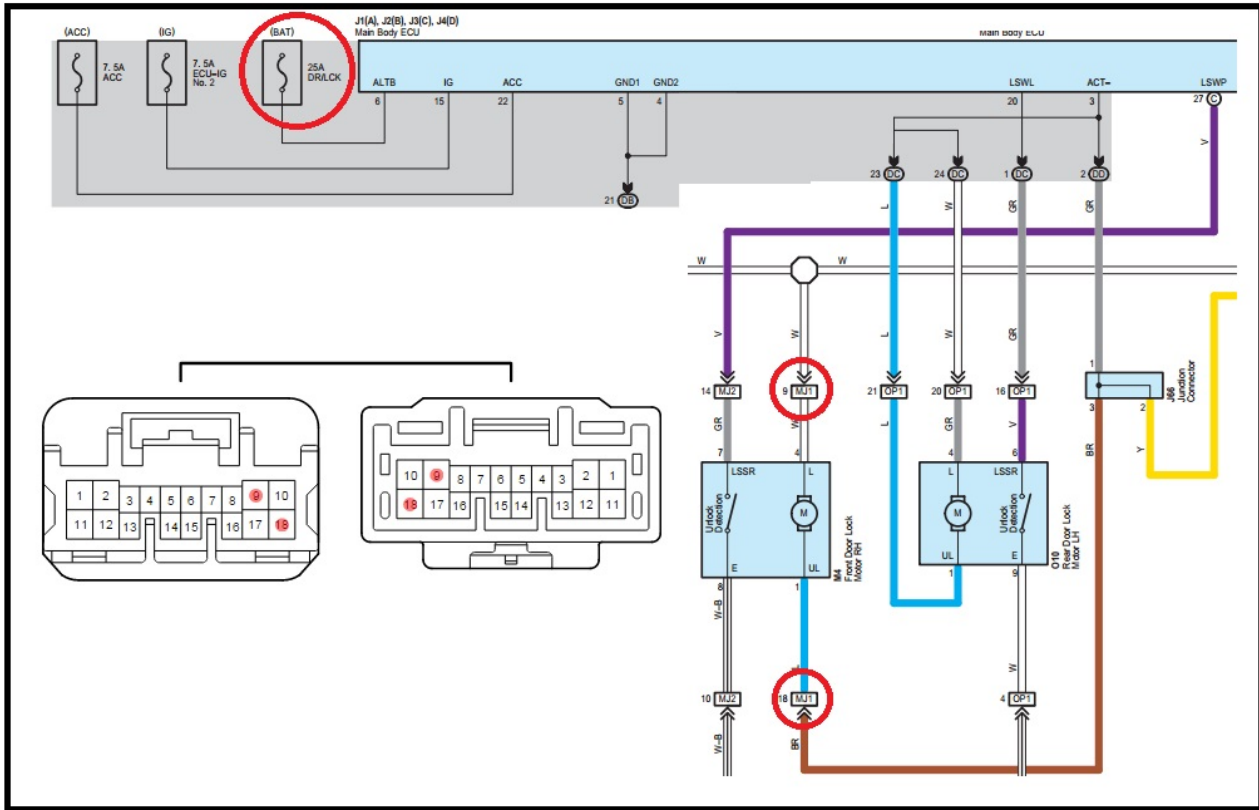 (ACC)
(IG)
(BAT)
J1(A), J2(B), J3(C), J4(D)
Main Body ECU
Main Body ECU
7. 5A
ACC
7. 5A
ECU-IG
No. 2
25A
DR/LCK
ALTB
IG
ACC
GND1
GND2
LSWL
ACT-
LSWP
6
15
22
5
4
20
3
27 C
V
21 DB
23 DC
24 DC
1 DC
2 DD
L
W
GR
GR
W
W
V
W
L
W
GR
1
14 MJ2
9 MJ1
21 OP1
20 OP1
16 OP1
J66
Junction
Connector
3
2
GR
W
L
GR
V
BR
Y
7
4
4
6
LSSR
L
L
LSSR
Unlock
Detection
M
M
Unlock
Detection
E
UL
UL
E
M4
Front Door Lock
Motor RH
O10
Rear Door Lock
Motor LH
8
1
1
9
W-B
W
10 MJ2
18 MJ1
4 OP1
W-B
BR
1 2 3 4 5 6 7 8 9 10
11 12 13 14 15 16 17 18
10 9 8 7 6 5 4 3 2 1
18 17 16 15 14 13 12 11